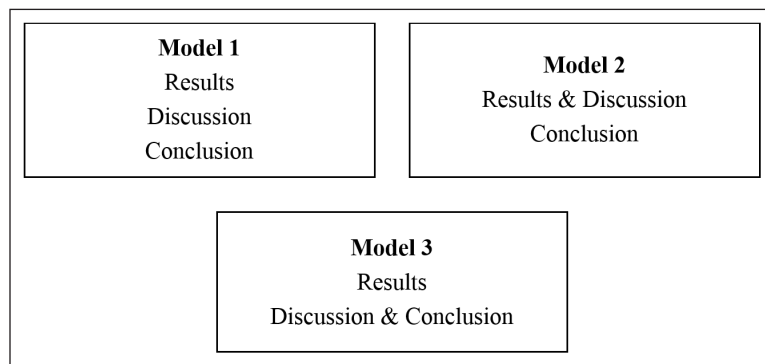 Model 1
Results
Discussion
Conclusion
Model 2
Results & Discussion
Conclusion
Model 3
Results
Discussion & Conclusion